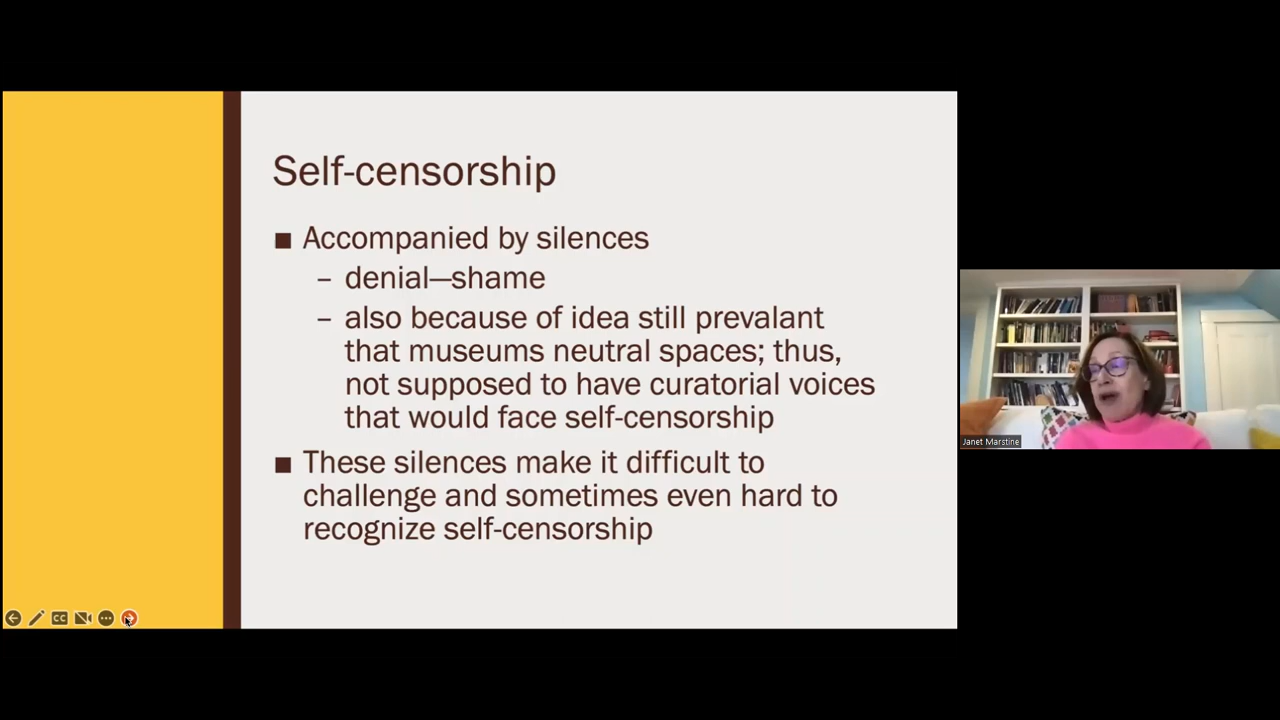 Self-censorship
■ Accompanied by silences
– denial—shame
– also because of idea still prevalant
that museums neutral spaces; thus,
not supposed to have curatorial voices
that would face self-censorship
■ These silences make it difficult to
challenge and sometimes even hard to
recognize self-censorship
Janet Marstine
CC